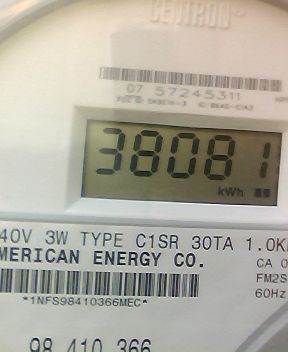 CENTRON
07 57245311
38081
kWh
40V 3W TYPE C1SR 30TA 1.0K
MERICAN ENERGY CO.
CA 0
FM2S
60Hz
*1NFS98410366MEC*
98 410 366